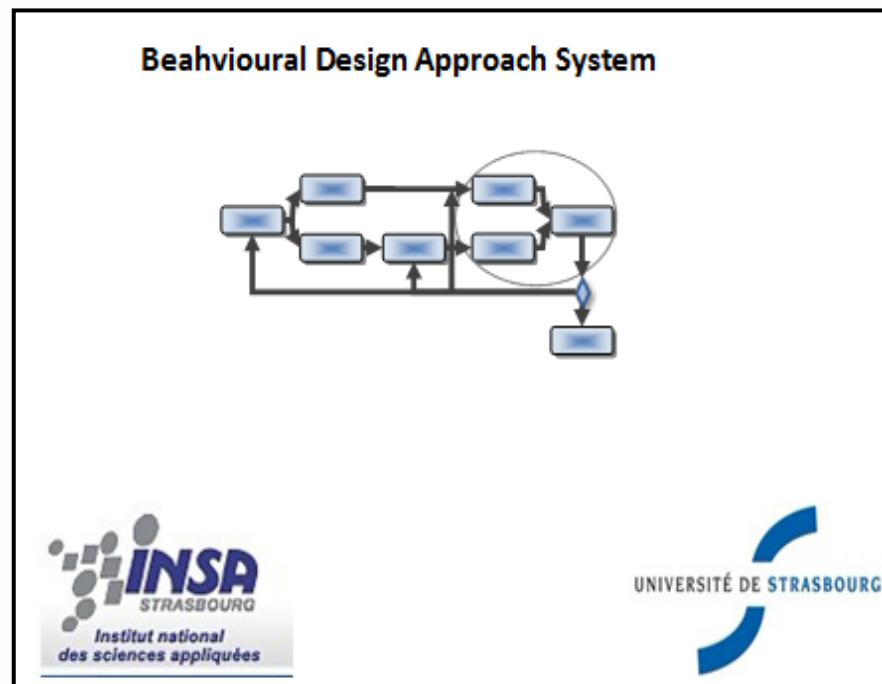 Beahvioural Design Approach System
INSA
STRASBOURG
Institut national
des sciences appliquées
UNIVERSITÉ DE STRASBOURG